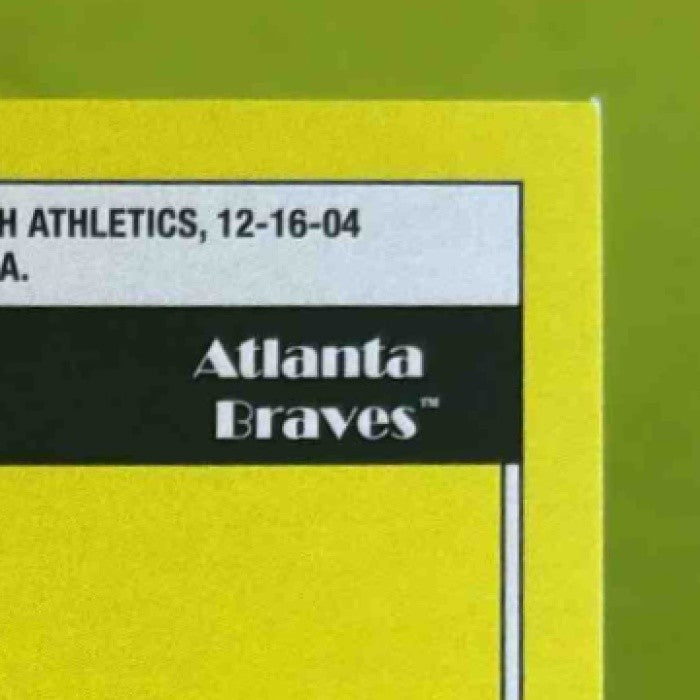 H ATHLETICS, 12-16-04
A.
Atlanta
Braves™